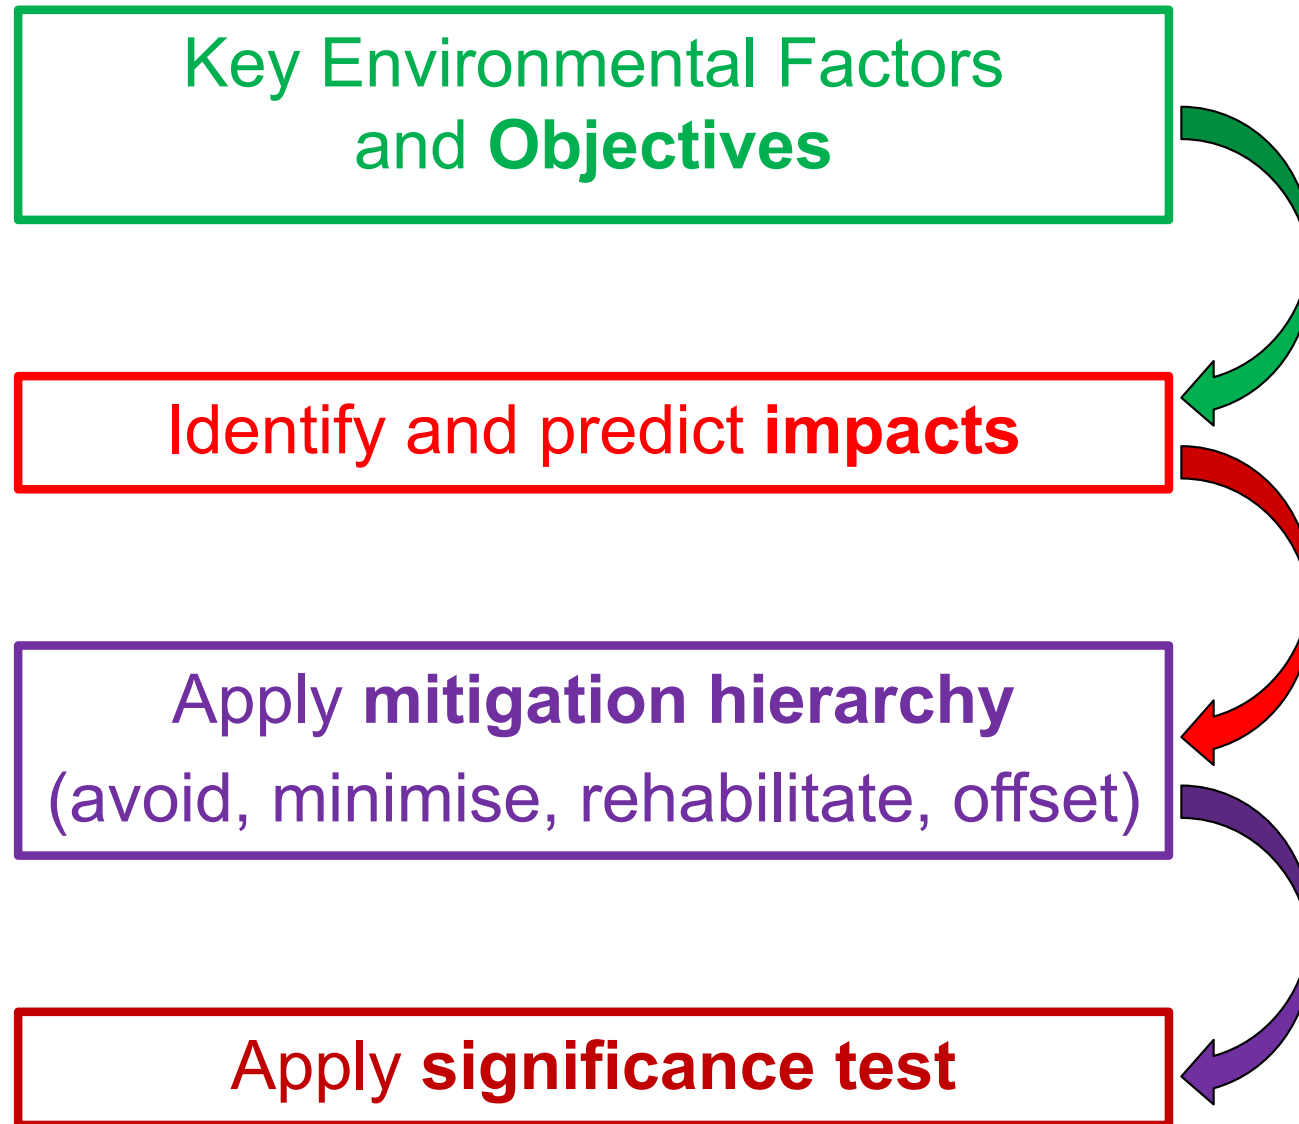 Key Environmental Factors
and Objectives
Identify and predict impacts
Apply mitigation hierarchy
(avoid, minimise, rehabilitate, offset)
Apply significance test